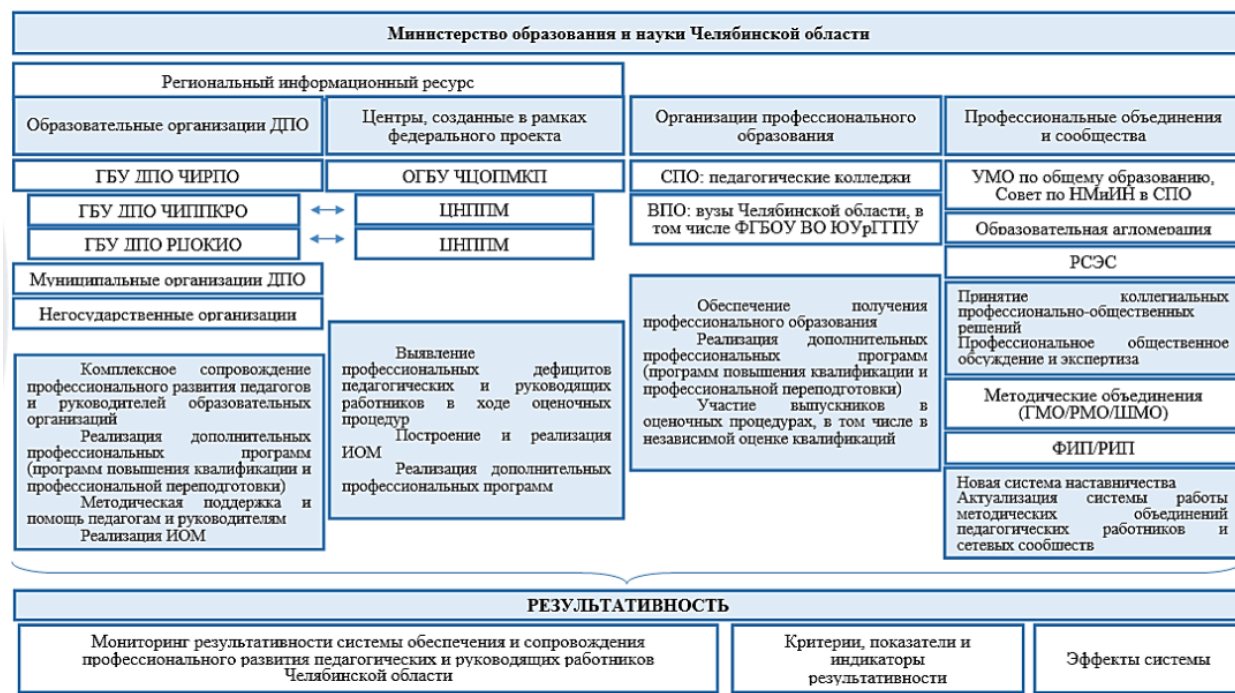 Министерство образования и науки Челябинской области
Региональный информационный ресурс
Образовательные организации ДПО
Центры, созданные в рамках
федерального проекта
Организации профессионального
образования
Профессиональные объединения
и сообщества
ГБУ ДПО ЧИРПО
ГБУ ДПО ЧИППКРО
ГБУ ДПО РЦОКИО
Муниципальные организации ДПО
Негосударственные организации
Комплексное сопровождение
профессионального развития педагогов
и руководителей образовательных
организаций
Реализация дополнительных
профессиональных программ
(программ повышения квалификации и
профессиональной переподготовки)
Методическая поддержка и
помощь педагогам и руководителям
Реализация ИОМ
ОГБУ ЧЦОПМКП
ЦНППМ
ЦНППМ
Выявление
профессиональных дефицитов
педагогических и руководящих
работников в ходе оценочных
процедур
Построение и реализация
ИОМ
Реализация дополнительных
профессиональных программ
СПО: педагогические колледжи
ВПО: вузы Челябинской области, в
том числе ФГБОУ ВО ЮУрГГПУ
Обеспечение получения
профессионального образования
Реализация дополнительных
профессиональных программ
(программ повышения квалификации и
профессиональной переподготовки)
Участие выпускников в
оценочных процедурах, в том числе в
независимой оценке квалификаций
УМО по общему образованию,
Совет по НМиИН в СПО
Образовательная агломерация
РСЭС
Принятие коллегиальных
профессионально-общественных
решений
Профессиональное общественное
обсуждение и экспертиза
Методические объединения
(ГМО/РМО/ШМО)
ФИП/РИП
Новая система наставничества
Актуализация системы работы
методических объединений
педагогических работников и
сетевых сообществ
РЕЗУЛЬТАТИВНОСТЬ
Мониторинг результативности системы обеспечения и сопровождения
профессионального развития педагогических и руководящих работников
Челябинской области
Критерии, показатели и
индикаторы
результативности
Эффекты системы